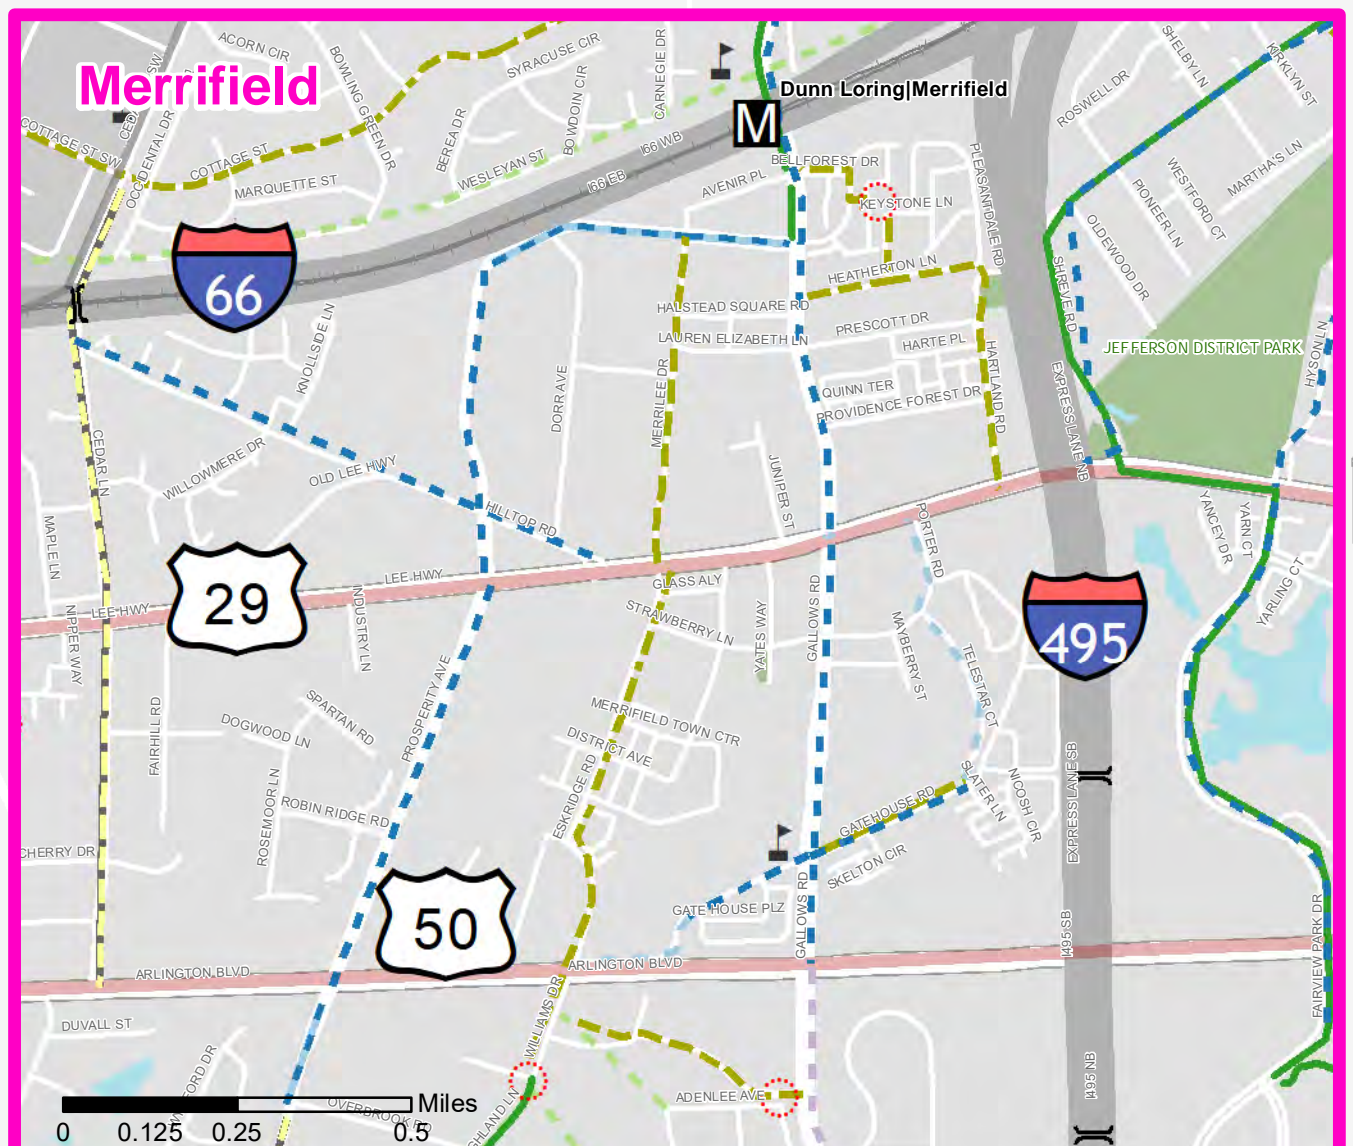 Merrifield
ACORN CIR
BOWLING GREEN DR
SYRACUSE CIR
CARNEGIE DR
BOWDOIN CIR
BEREA DR
Dunn Loring|Merrifield
M
SHELBY LN
KIRKLYN ST
ROSWELL DR
COTTAGE ST SW
OCCIDENTAL DR
COTTAGE ST
MARQUETTE ST
WESLEYAN ST
I66 WB
I66 EB
AVENIR PL
BELLFOREST DR
KEYSTONE LN
PLEASANTDALE RD
MARTHA'S LN
WESTFORD CT
PIONEER LN
OLDEWOOD DR
SHREVE RD
66
HEATHERTON LN
HALSTEAD SQUARE RD
LAUREN ELIZABETH LN
PRESCOTT DR
HARTE PL
HARTLAND RD
QUINN TER
PROVIDENCE FOREST DR
JEFFERSON DISTRICT PARK
HYSON LN
KNOLLSIDE LN
DORR AVE
MERRILEE DR
EXPRESS LANE NB
CEDAR LN
WILLOWMERE DR
OLD LEE HWY
HILLTOP RD
JUNIPER ST
PORTER RD
YANCEY DR
YARN CT
YARLING CT
MAPLE LN
29
LEE HWY
LEE HWY
GLASS ALY
STRAWBERRY LN
YATES WAY
GALLOWS RD
MAYBERRY ST
TELESTAR CT
495
NIPPER WAY
INDUSTRY LN
PROSPERITY AVE
FAIRHILL RD
DOGWOOD LN
SPARTAN RD
MERRIFIELD TOWN CTR
DISTRICT AVE
ESKRIDGE RD
ROSEMOOR LN
ROBIN RIDGE RD
GATEHOUSE RD
SLATER LN
NICOSH CIR
EXPRESS LANE SB
CHERRY DR
SKELTON CIR
50
GATE HOUSE PLZ
GALLOWS RD
I495 SB
FAIRVIEW PARK DR
ARLINGTON BLVD
ARLINGTON BLVD
DUVALL ST
WILLIAMS DR
ADENLEE AVE
I495 NB
OVERBROOK RD
Miles
0 0.125 0.25 0.5